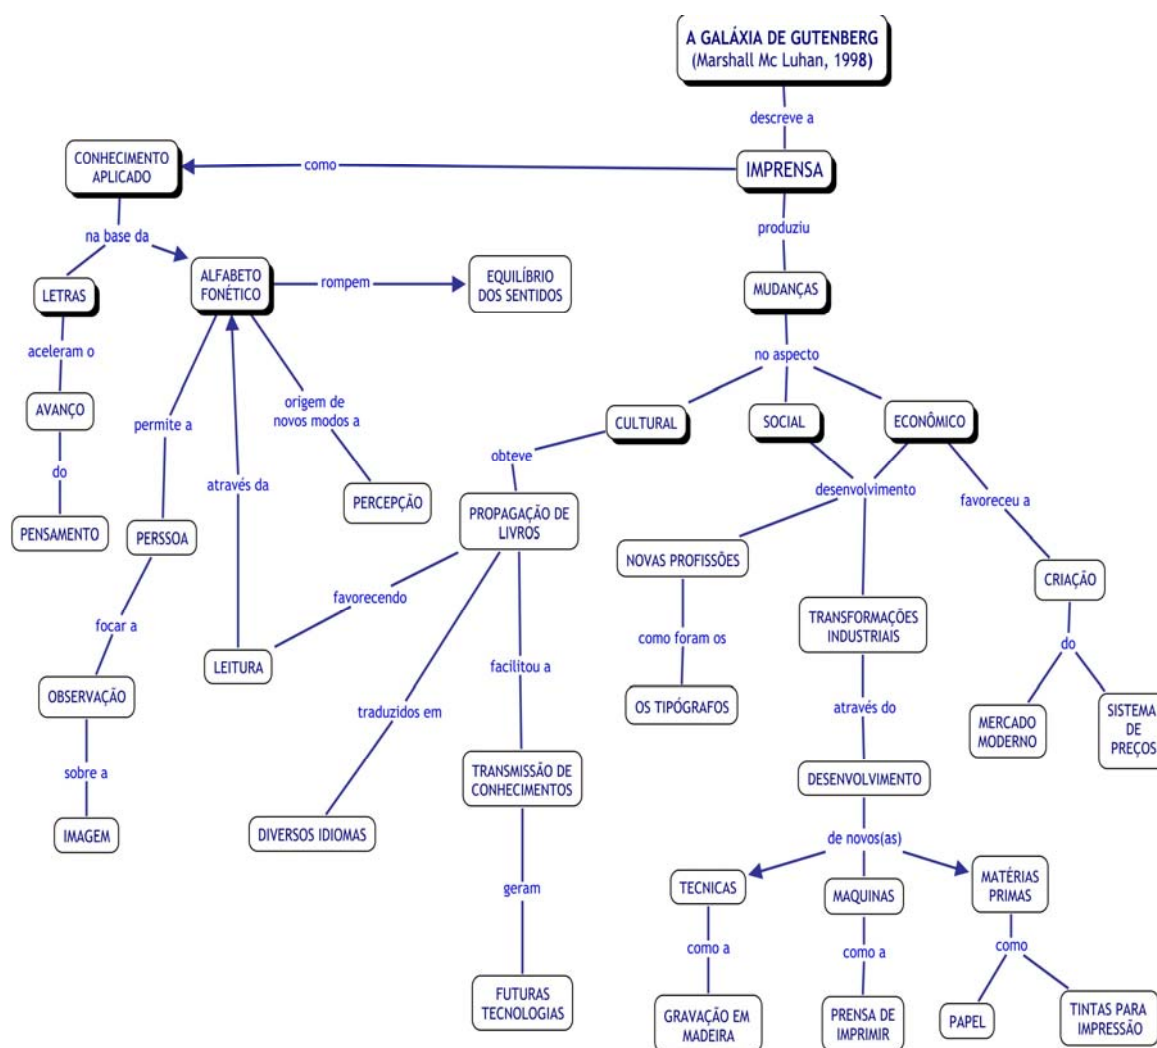 A GALÁXIA DE GUTENBERG
(Marshall Mc Luhan, 1998)
descreve a
IMPRENSA
como
CONHECIMENTO
APLICADO
na base da
LETRAS
aceleram o
AVANÇO
do
PENSAMENTO
ALFABETO
FONÉTICO
rompem
EQUILÍBRIO
DOS SENTIDOS
permite a
PERSSOA
focar a
OBSERVAÇÃO
sobre a
IMAGEM
através da
LEITURA
origem de
novos modos a
PERCEPÇÃO
produziu
MUDANÇAS
no aspecto
CULTURAL
SOCIAL
ECONÔMICO
obteve
PROPAGAÇÃO DE
LIVROS
favorecendo
traduzidos em
DIVERSOS IDIOMAS
facilitou a
TRANSMISSÃO DE
CONHECIMENTOS
geram
FUTURAS
TECNOLOGIAS
desenvolvimento
NOVAS PROFISSÕES
como foram os
OS TIPÓGRAFOS
TRANSFORMAÇÕES
INDUSTRIAIS
através do
DESENVOLVIMENTO
de novos(as)
TECNICAS
como a
GRAVAÇÃO EM
MADEIRA
MAQUINAS
como a
PRENSA DE
IMPRIMIR
MATÉRIAS
PRIMAS
como
PAPEL
TINTAS PARA
IMPRESSÃO
favoreceu a
CRIAÇÃO
do
MERCADO
MODERNO
SISTEMA
DE
PREÇOS